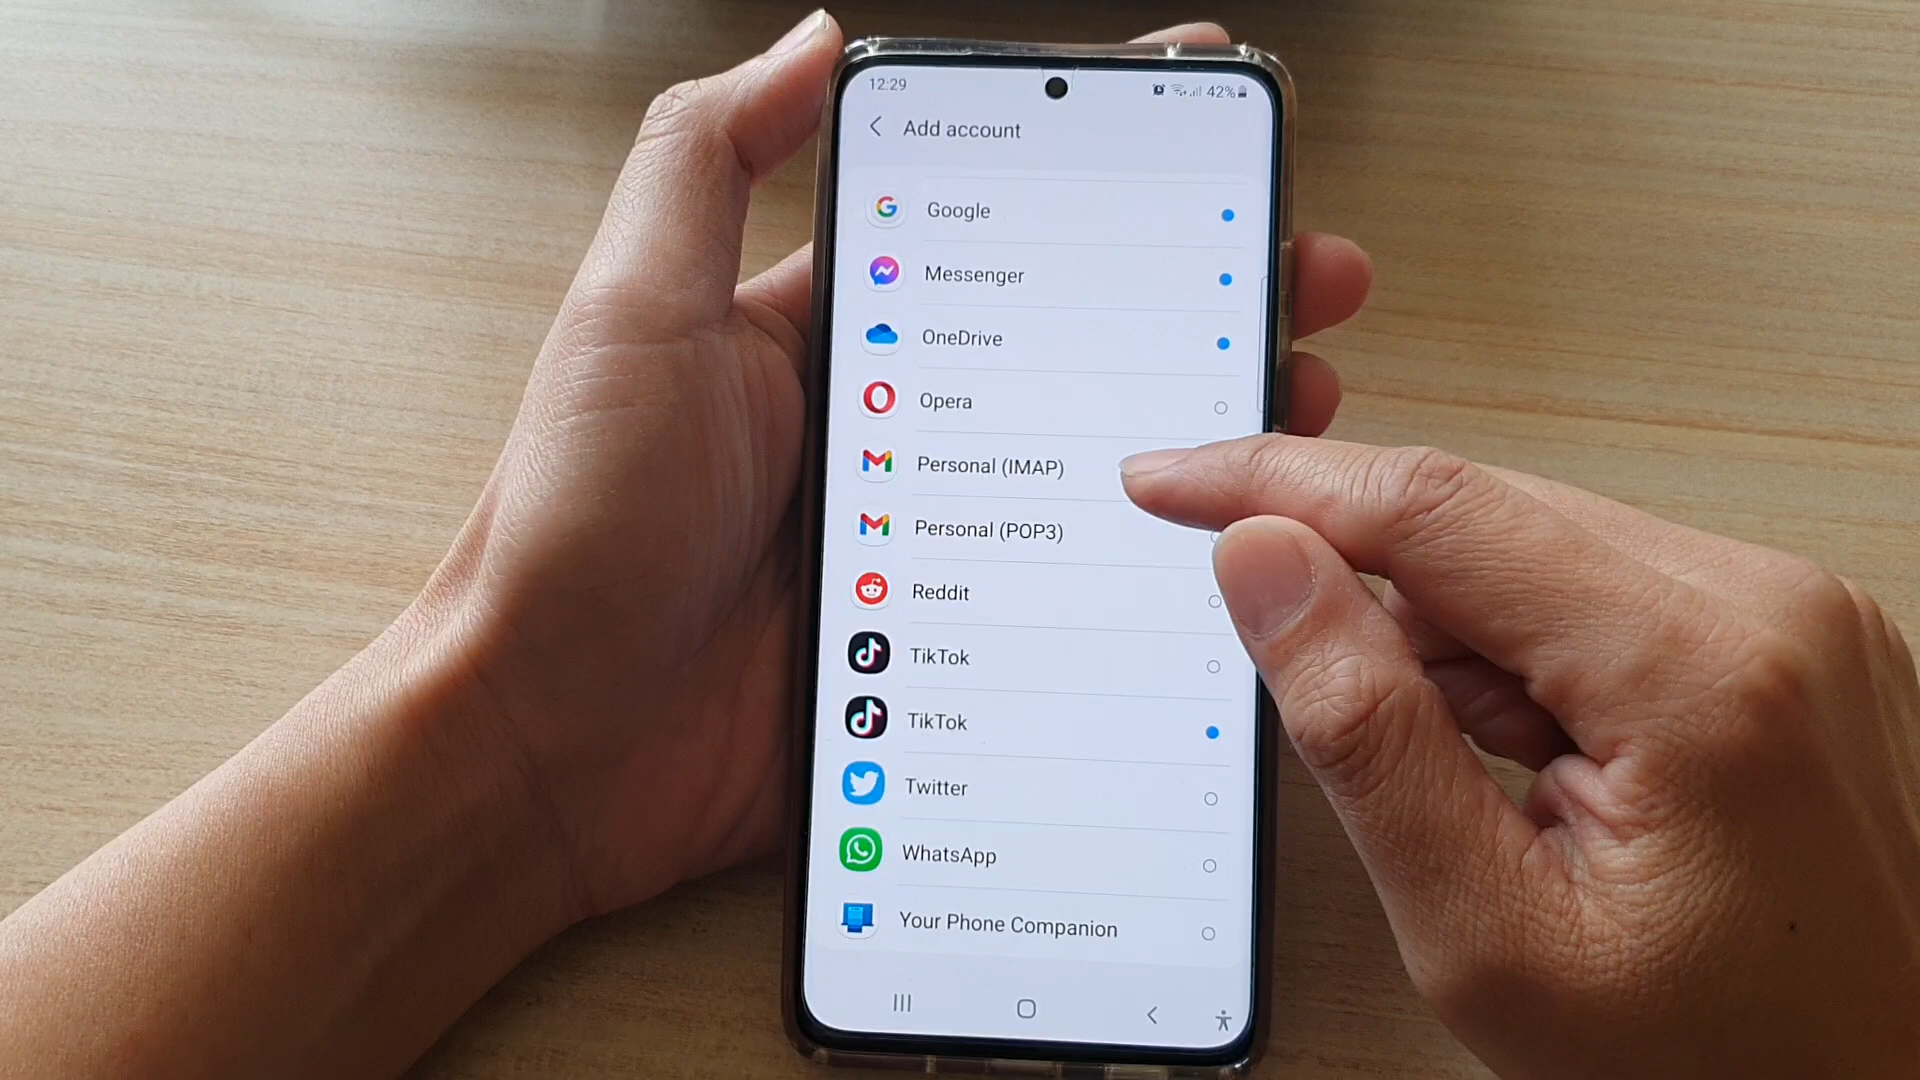 12:29
42%
Add account
Google
Messenger
OneDrive
Opera
Personal (IMAP)
Personal (POP3)
Reddit
TikTok
TikTok
Twitter
WhatsApp
Your Phone Companion